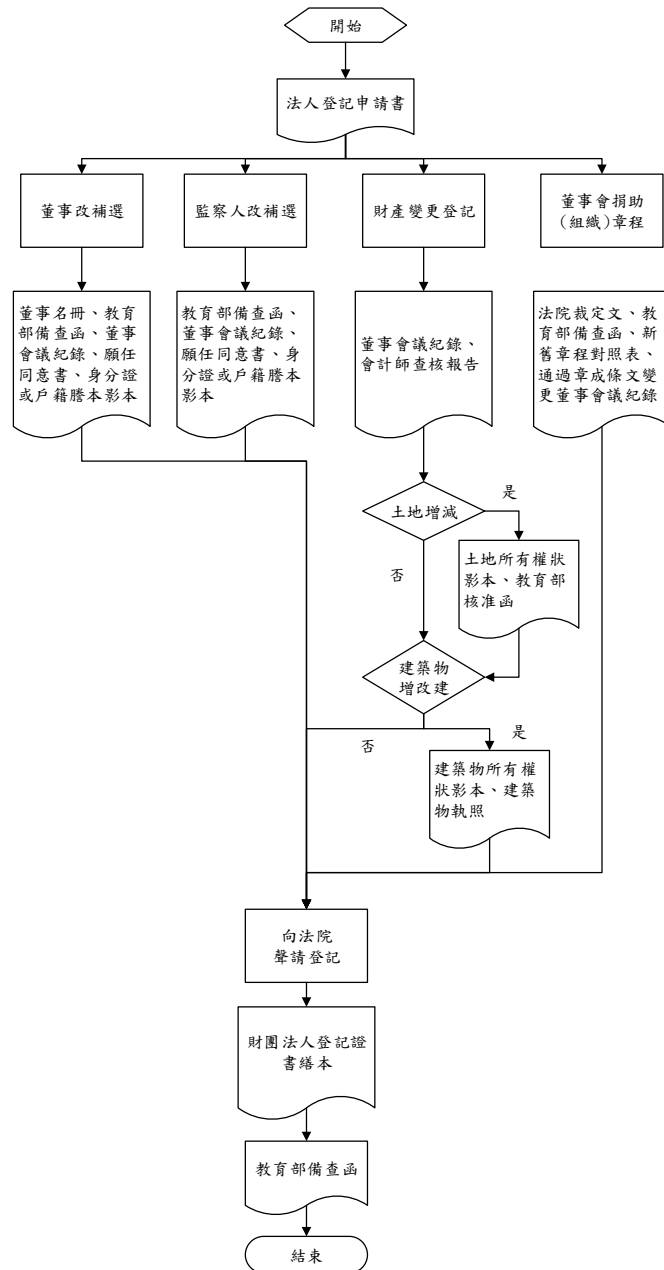 開始
法人登記申請書
董事改補選
監察人改補選
財產變更登記
董事會捐助
(組織)章程
董事名冊、教育
部備查函、董事
會議紀錄、願任
同意書、身分證
或戶籍謄本影本
教育部備查函、
董事會議紀錄、
願任同意書、身
分證或戶籍謄本
影本
董事會議紀錄、
會計師查核報告
法院裁定文、教
育部備查函、新
舊章程對照表、
通過章成條文變
更董事會議紀錄
土地增減
是
否
土地所有權狀
影本、教育部
核准函
建築物
增改建
否
是
建築物所有權
狀影本、建築
物執照
向法院
聲請登記
財團法人登記證
書繕本
教育部備查函
結束